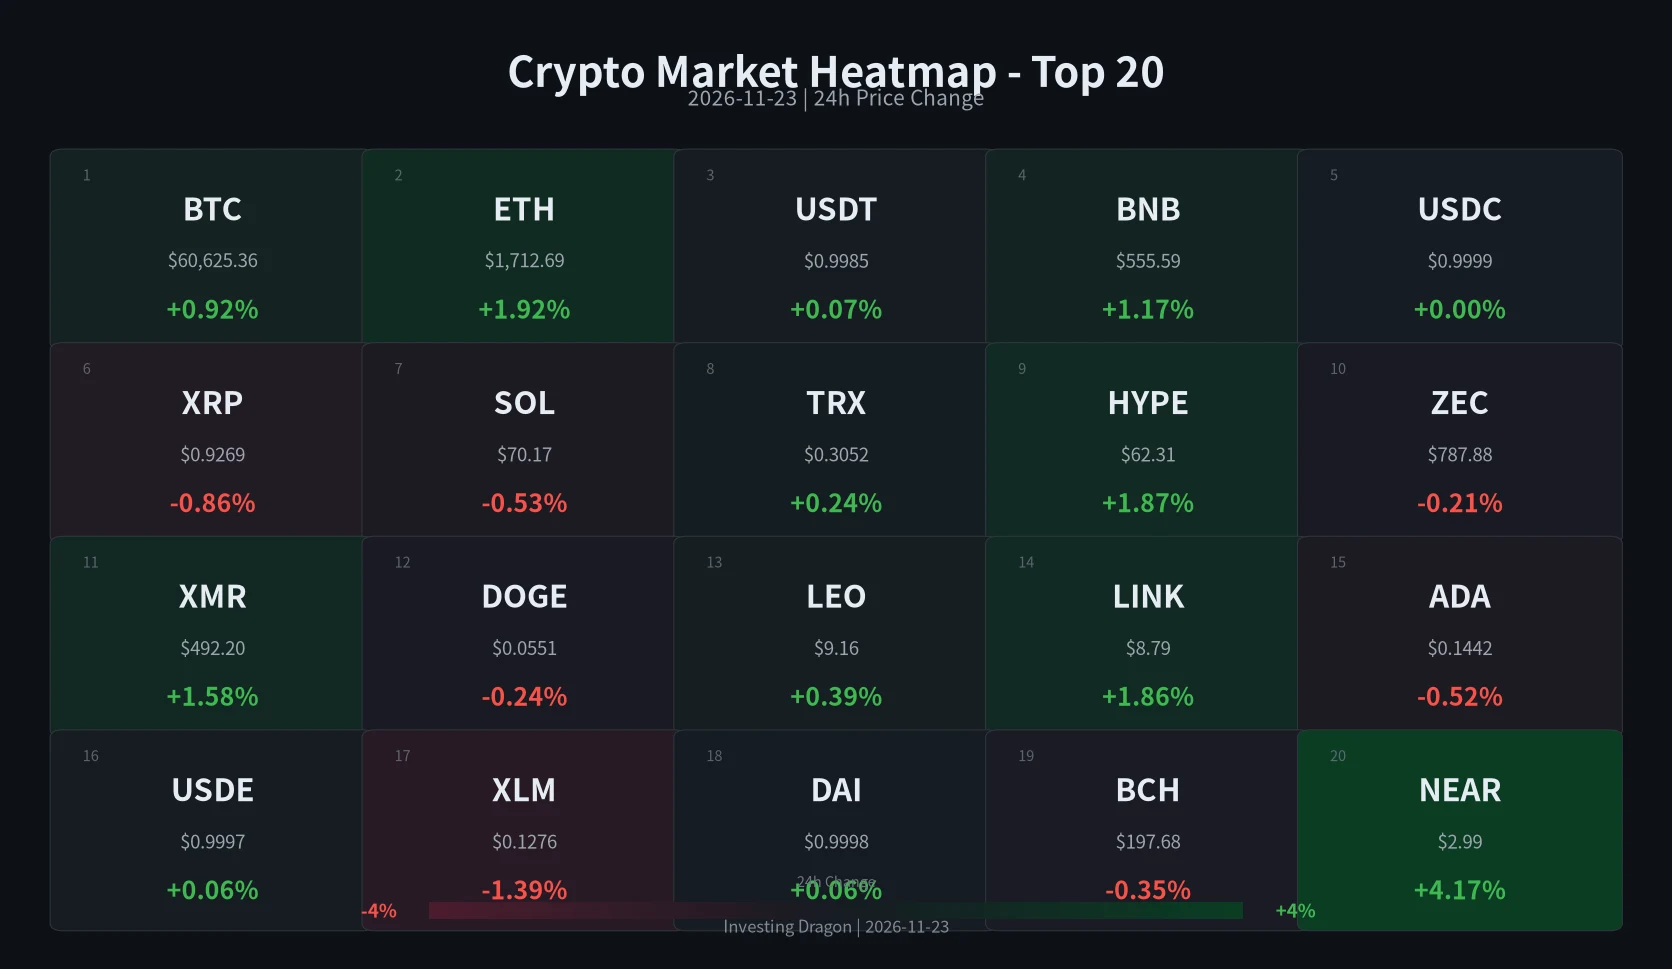 Crypto Market Heatmap - Top 20
2026-11-23 | 24h Price Change
1
BTC
$60,625.36
+0.92%
2
ETH
$1,712.69
+1.92%
3
USDT
$0.9985
+0.07%
4
BNB
$555.59
+1.17%
5
USDC
$0.9999
+0.00%
6
XRP
$0.9269
-0.86%
7
SOL
$70.17
-0.53%
8
TRX
$0.3052
+0.24%
9
HYPE
$62.31
+1.87%
10
ZEC
$787.88
-0.21%
11
XMR
$492.20
+1.58%
12
DOGE
$0.0551
-0.24%
13
LEO
$9.16
+0.39%
14
LINK
$8.79
+1.86%
15
ADA
$0.1442
-0.52%
16
USDE
$0.9997
+0.06%
17
XLM
$0.1276
-1.39%
18
DAI
$0.9998
+0.06%
19
BCH
$197.68
-0.35%
20
NEAR
$2.99
+4.17%
24h Change
-4%
+4%
Investing Dragon | 2026-11-23